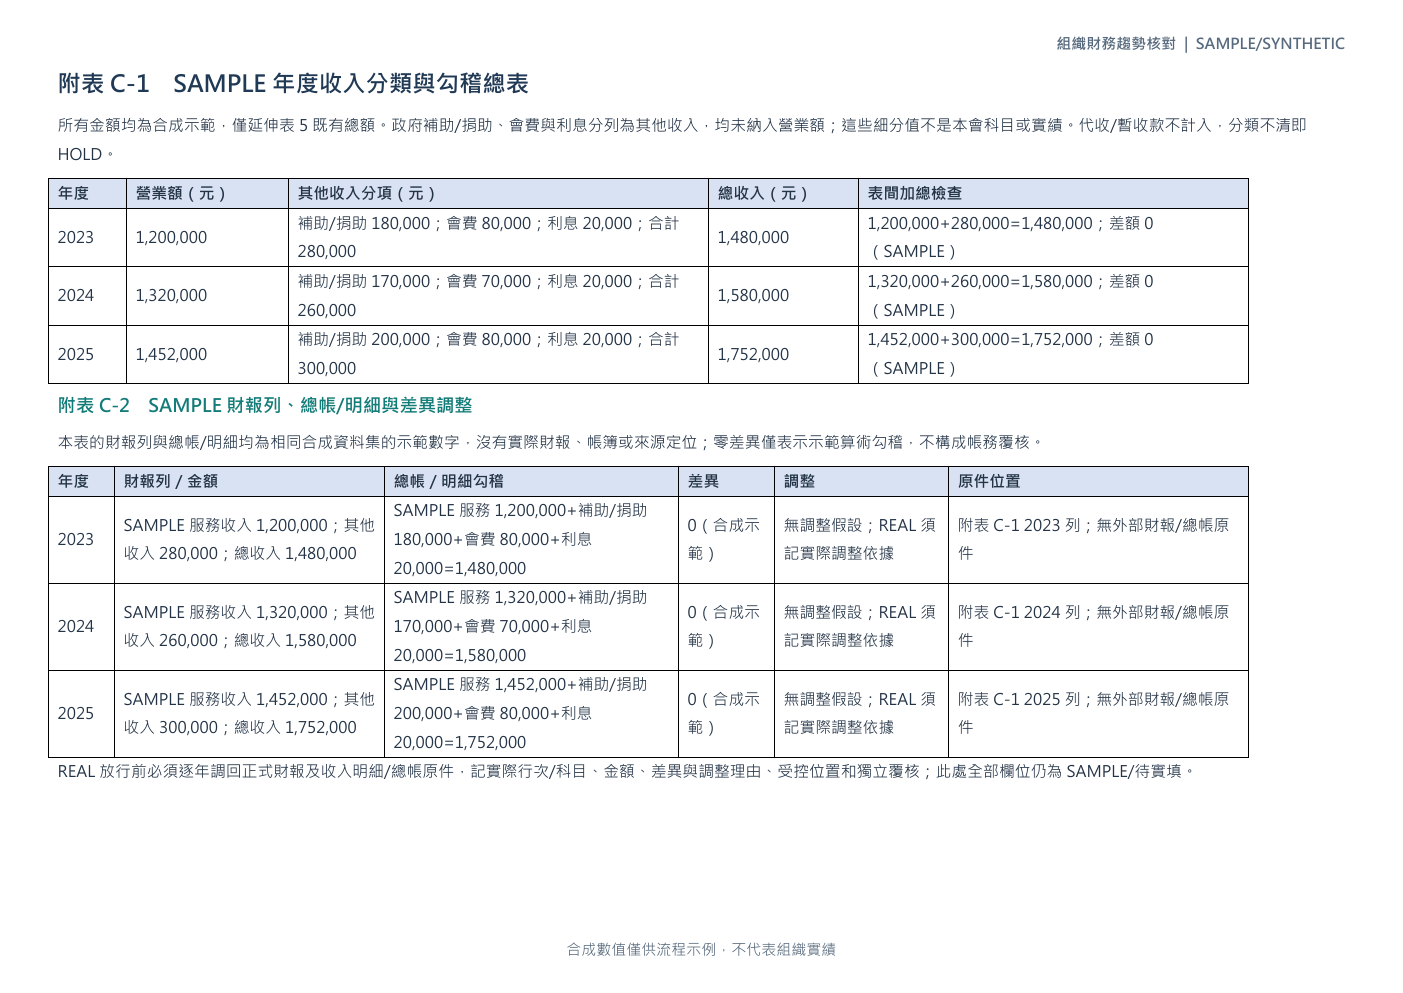 組織財務趨勢核對 | SAMPLE/SYNTHETIC
附表 C-1　SAMPLE 年度收入分類與勾稽總表
所有金額均為合成示範，僅延伸表 5 既有總額。政府補助/捐助、會費與利息分列為其他收入，均未納入營業額；這些細分值不是本會科目或實績。代收/暫收款不計入，分類不清即
HOLD。
年度 營業額（元） 其他收入分項（元） 總收入（元） 表間加總檢查
2023 1,200,000 補助/捐助 180,000；會費 80,000；利息 20,000；合計 1,480,000 1,200,000+280,000=1,480,000；差額 0
280,000 （SAMPLE）
2024 1,320,000 補助/捐助 170,000；會費 70,000；利息 20,000；合計 1,580,000 1,320,000+260,000=1,580,000；差額 0
260,000 （SAMPLE）
2025 1,452,000 補助/捐助 200,000；會費 80,000；利息 20,000；合計 1,752,000 1,452,000+300,000=1,752,000；差額 0
300,000 （SAMPLE）
附表 C-2　SAMPLE 財報列、總帳/明細與差異調整
本表的財報列與總帳/明細均為相同合成資料集的示範數字，沒有實際財報、帳簿或來源定位；零差異僅表示示範算術勾稽，不構成帳務覆核。
年度 財報列 / 金額 總帳 / 明細勾稽 差異 調整 原件位置
2023
SAMPLE 服務收入 1,200,000；其他
收入 280,000；總收入 1,480,000
SAMPLE 服務 1,200,000+補助/捐助
180,000+會費 80,000+利息
20,000=1,480,000
0（合成示
範）
無調整假設；REAL 須
記實際調整依據
附表 C-1 2023 列；無外部財報/總帳原
件
2024
SAMPLE 服務收入 1,320,000；其他
收入 260,000；總收入 1,580,000
SAMPLE 服務 1,320,000+補助/捐助
170,000+會費 70,000+利息
20,000=1,580,000
0（合成示
範）
無調整假設；REAL 須
記實際調整依據
附表 C-1 2024 列；無外部財報/總帳原
件
2025
SAMPLE 服務收入 1,452,000；其他
收入 300,000；總收入 1,752,000
SAMPLE 服務 1,452,000+補助/捐助
200,000+會費 80,000+利息
20,000=1,752,000
0（合成示
範）
無調整假設；REAL 須
記實際調整依據
附表 C-1 2025 列；無外部財報/總帳原
件
REAL 放行前必須逐年調回正式財報及收入明細/總帳原件，記實際行次/科目、金額、差異與調整理由、受控位置和獨立覆核；此處全部欄位仍為 SAMPLE/待實填。
合成數值僅供流程示例，不代表組織實績